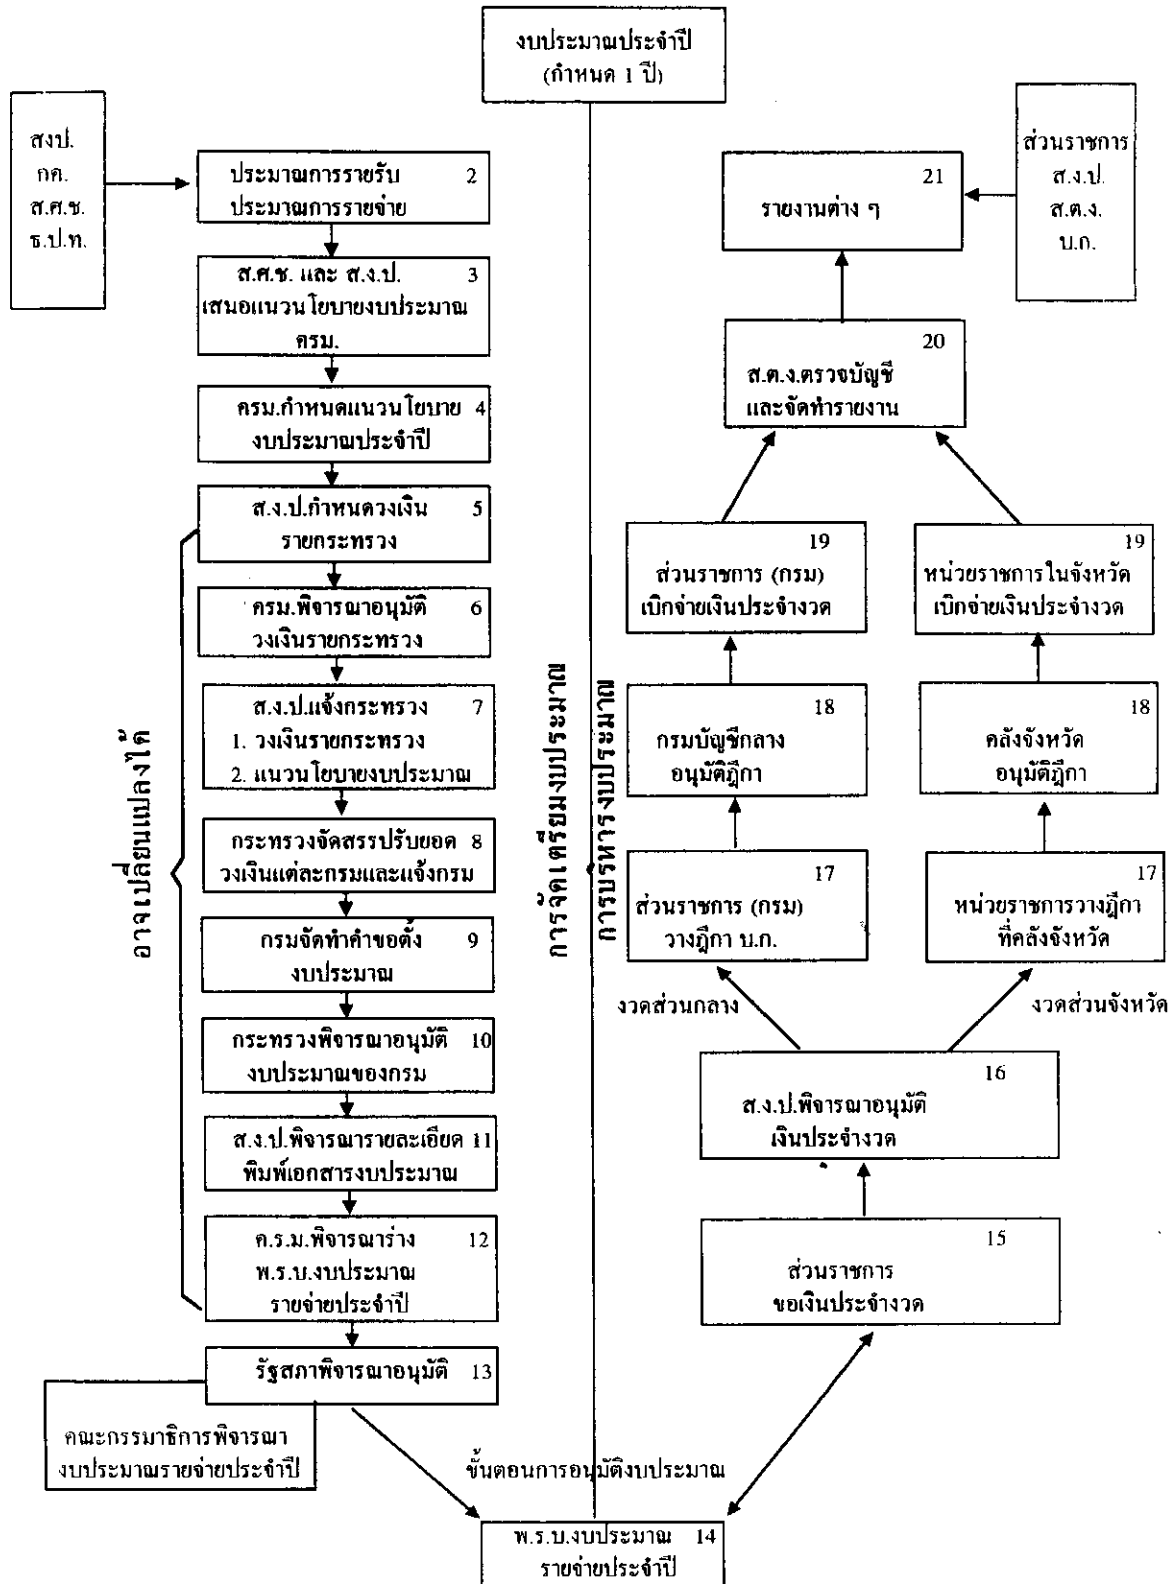 งบประมาณประจำปี
(กำหนด 1 ปี)
สงป.
กค.
ส.ศ.ช.
ธ.ป.ท.
ประมาณการรายรับ 2
ประมาณการรายจ่าย
ส.ศ.ช. และ ส.ง.ป. 3
เสนอแนวนโยบายงบประมาณ
ครม.
ครม.กำหนดแนวนโยบาย 4
งบประมาณประจำปี
ส.ง.ป.กำหนดวงเงิน 5
รายกระทรวง
ครม.พิจารณาอนุมัติ 6
วงเงินรายกระทรวง
ส.ง.ป.แจ้งกระทรวง 7
1. วงเงินรายกระทรวง
2. แนวนโยบายงบประมาณ
กระทรวงจัดสรรปรับยอด 8
วงเงินแต่ละกรมและแจ้งกรม
กรมจัดทำคำขอตั้ง 9
งบประมาณ
กระทรวงพิจารณาอนุมัติ 10
งบประมาณของกรม
ส.ง.ป.พิจารณารายละเอียด 11
พิมพ์เอกสารงบประมาณ
ค.ร.ม.พิจารณาร่าง 12
พ.ร.บ.งบประมาณ
รายจ่ายประจำปี
รัฐสภาพิจารณาอนุมัติ 13
คณะกรรมาธิการพิจารณา
งบประมาณรายจ่ายประจำปี
อาจเปลี่ยนแปลงได้
การจัดเตรียมงบประมาณ
การบริหารงบประมาณ
ขั้นตอนการอนุมัติงบประมาณ
พ.ร.บ.งบประมาณ 14
รายจ่ายประจำปี
ส่วนราชการ
ส.ง.ป.
ส.ต.ง.
บ.ก.
21
รายงานต่าง ๆ
20
ส.ต.ง.ตรวจบัญชี
และจัดทำรายงาน
19
ส่วนราชการ (กรม)
เบิกจ่ายเงินประจำงวด
19
หน่วยราชการในจังหวัด
เบิกจ่ายเงินประจำงวด
18
กรมบัญชีกลาง
อนุมัติฎีกา
18
คลังจังหวัด
อนุมัติฎีกา
17
ส่วนราชการ (กรม)
วางฎีกา บ.ก.
17
หน่วยราชการวางฎีกา
ที่คลังจังหวัด
งวดส่วนกลาง
งวดส่วนจังหวัด
16
ส.ง.ป.พิจารณาอนุมัติ
เงินประจำงวด
15
ส่วนราชการ
ขอเงินประจำงวด